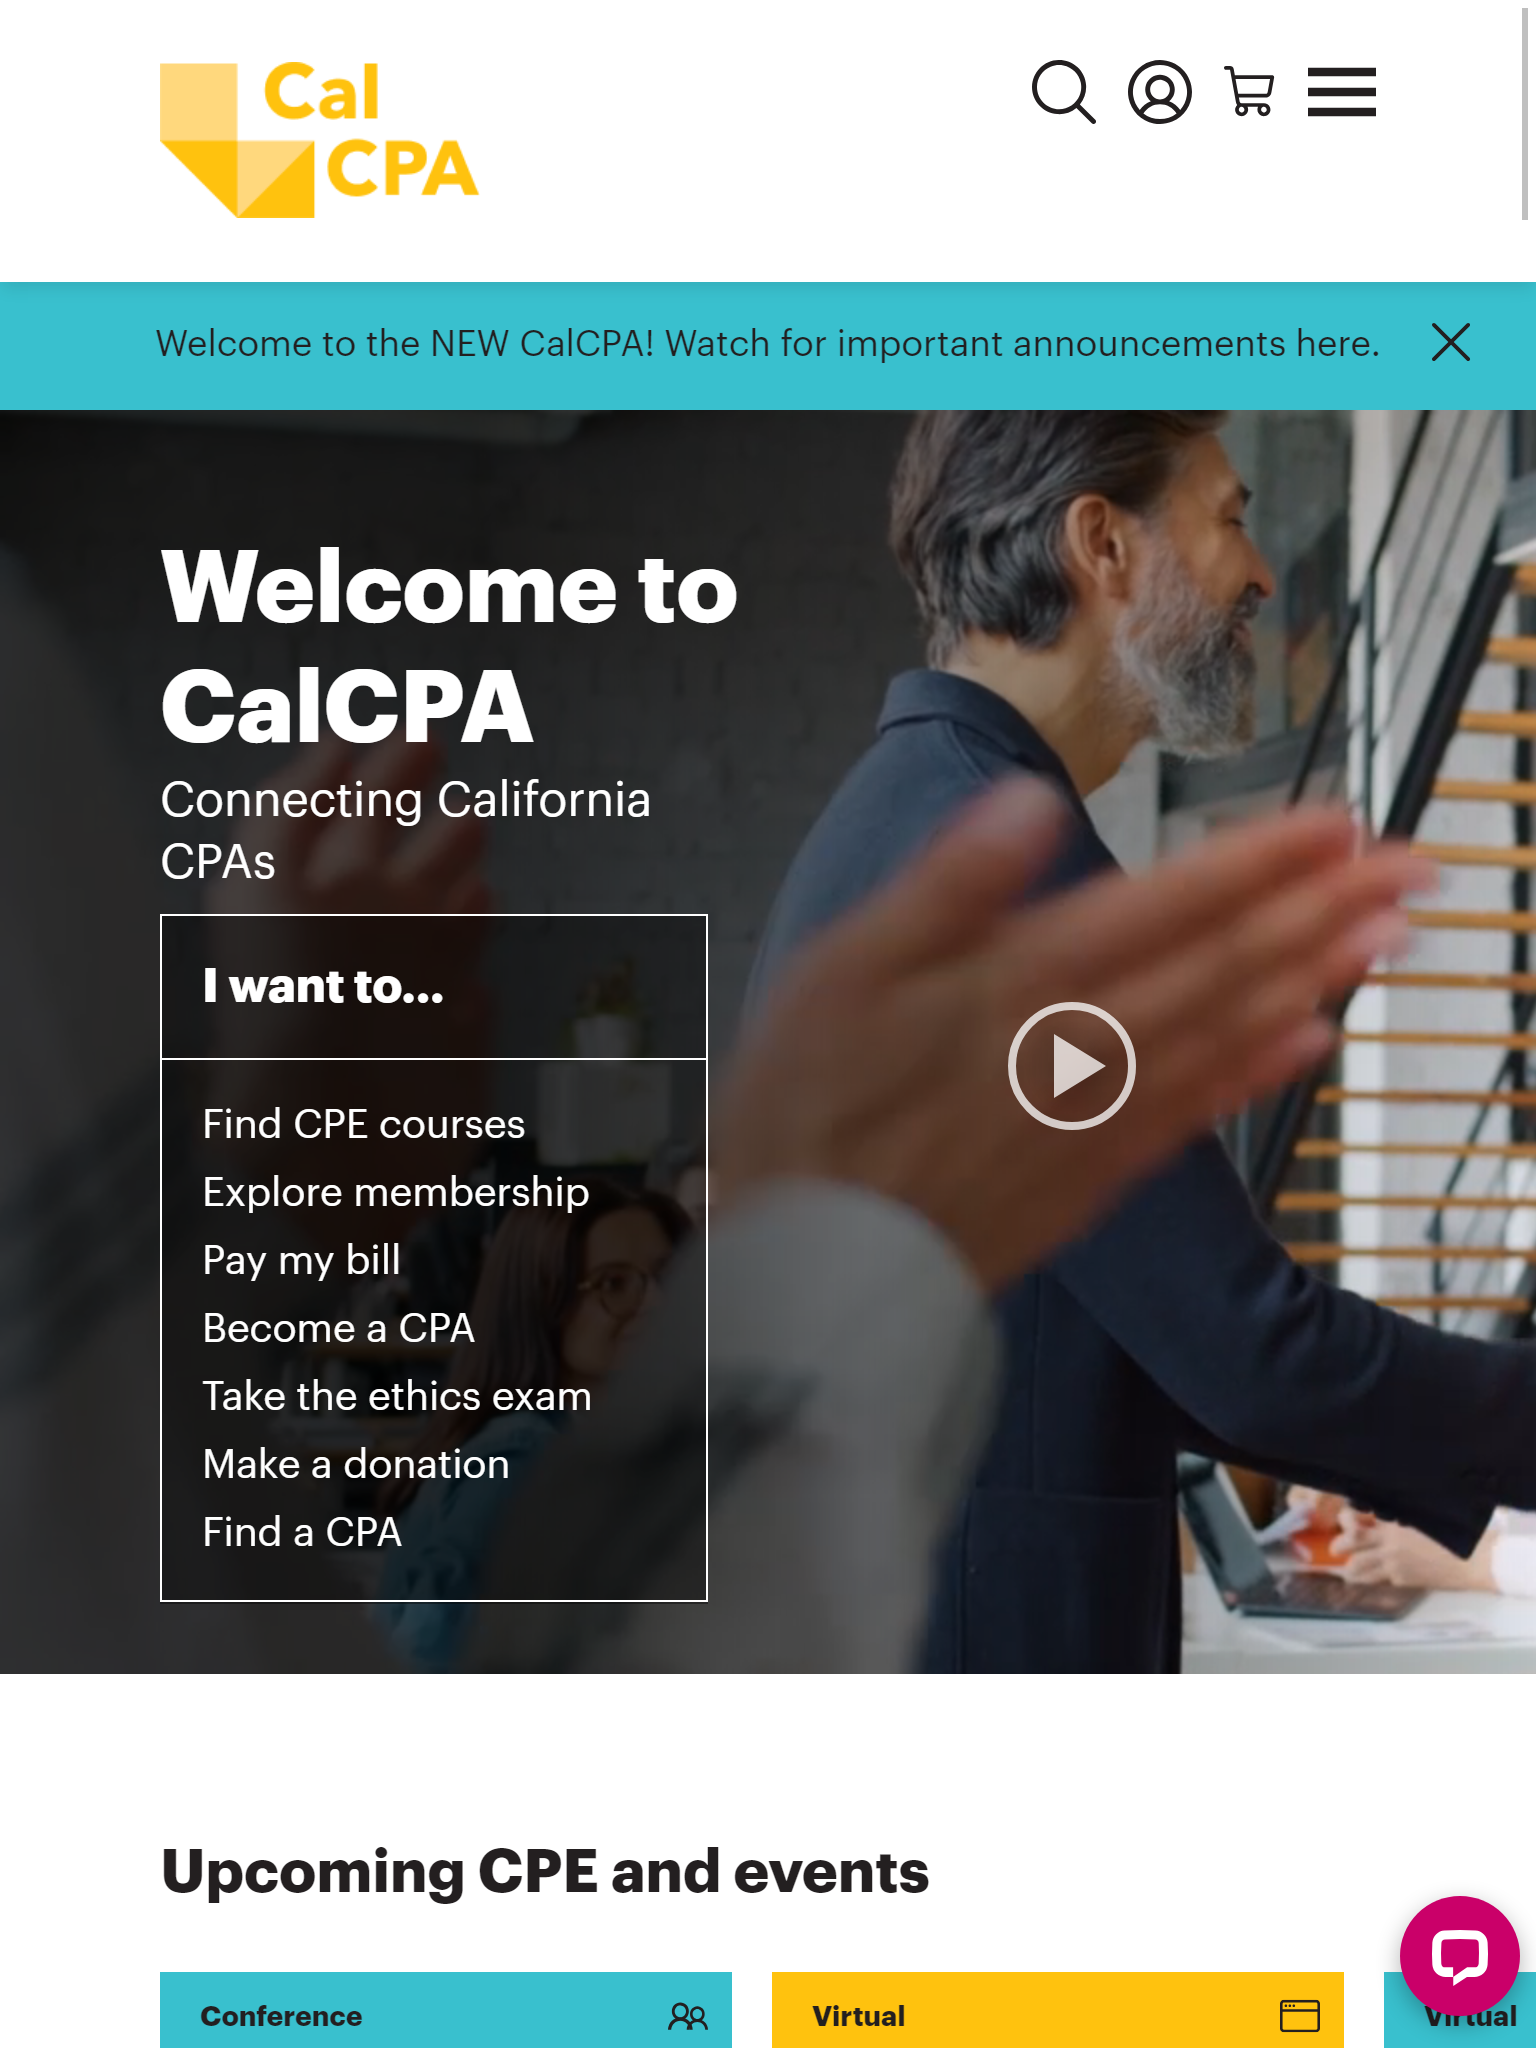 Cal
CPA
Welcome to the NEW CalCPA! Watch for important announcements here.
Welcome to
CalCPA
Connecting California
CPAs
I want to...
Find CPE courses
Explore membership
Pay my bill
Become a CPA
Take the ethics exam
Make a donation
Find a CPA
Upcoming CPE and events
Conference
Virtual
Virtual